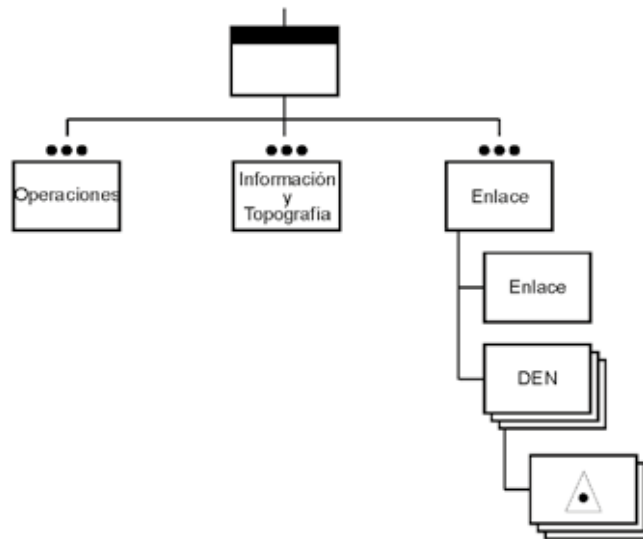 Operaciones
Información
y
Topografía
Enlace
Enlace
DEN